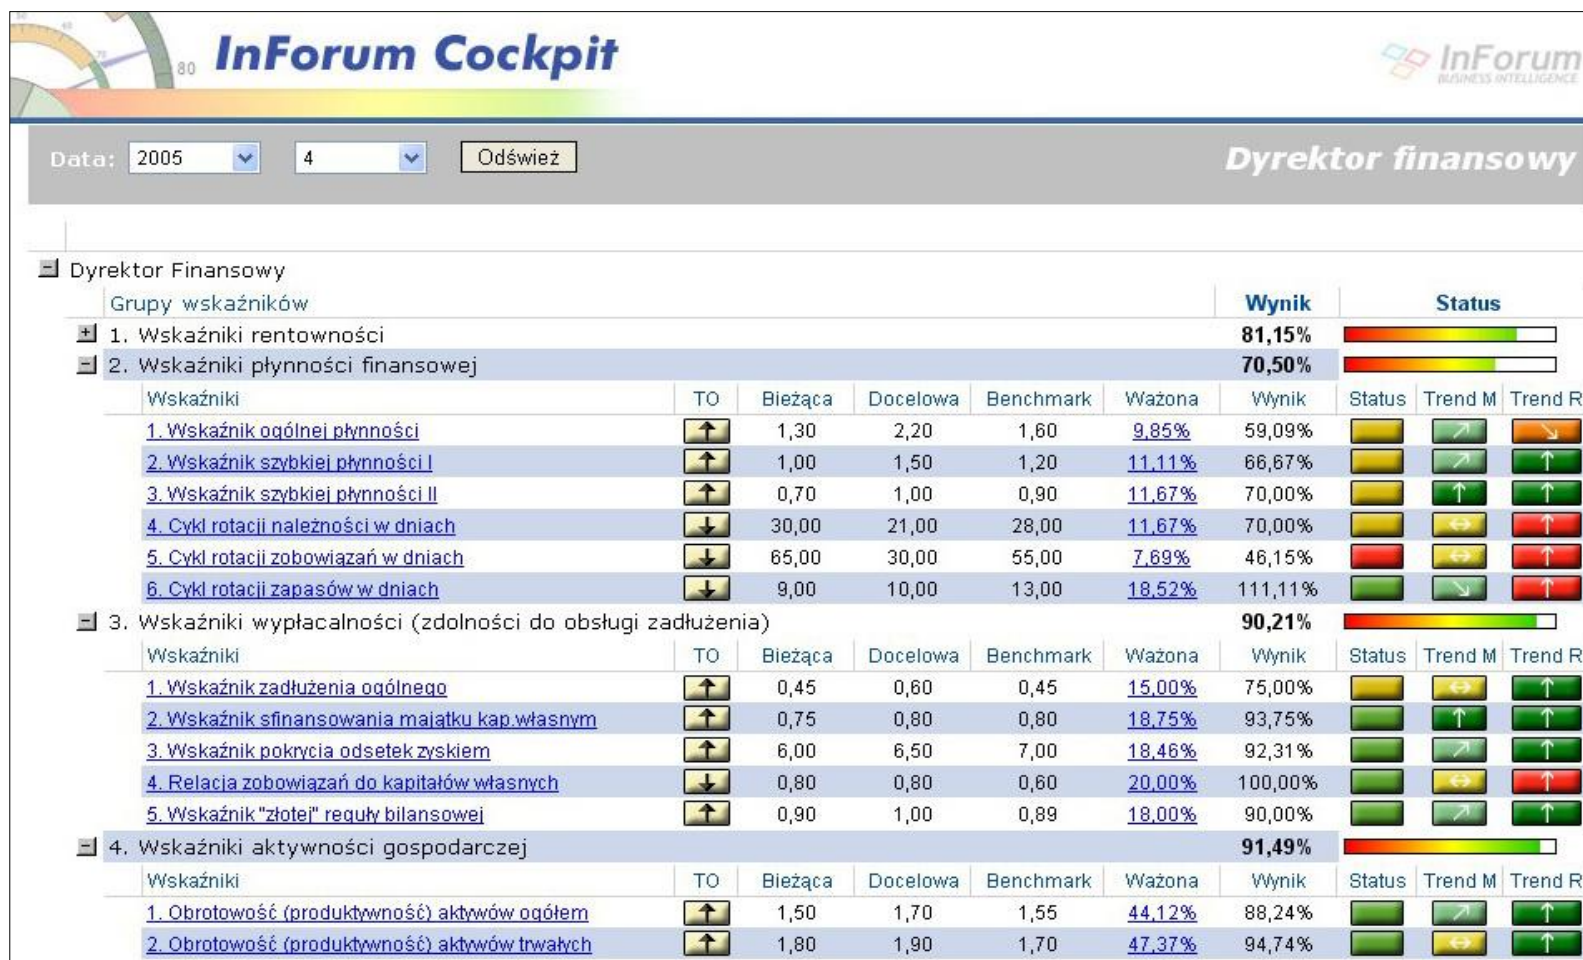 80
InForum Cockpit
InForum
BUSINESS INTELLIGENCE
Data: 2005 4 Odśwież Dyrektor finansowy
Dyrektor Finansowy
Grupy wskaźników Wynik Status
1. Wskaźniki rentowności 81,15%
2. Wskaźniki płynności finansowej 70,50%
Wskaźniki TO Bieżąca Docelowa Benchmark Ważona Wynik Status Trend M Trend R
1. Wskaźnik ogólnej płynności 1,30 2,20 1,60 9,85% 59,09%
2. Wskaźnik szybkiej płynności I 1,00 1,50 1,20 11,11% 66,67%
3. Wskaźnik szybkiej płynności II 0,70 1,00 0,90 11,67% 70,00%
4. Cykl rotacji należności w dniach 30,00 21,00 28,00 11,67% 70,00%
5. Cykl rotacji zobowiązań w dniach 65,00 30,00 55,00 7,69% 46,15%
6. Cykl rotacji zapasów w dniach 9,00 10,00 13,00 18,52% 111,11%
3. Wskaźniki wypłacalności (zdolności do obsługi zadłużenia) 90,21%
Wskaźniki TO Bieżąca Docelowa Benchmark Ważona Wynik Status Trend M Trend R
1. Wskaźnik zadłużenia ogólnego 0,45 0,60 0,45 15,00% 75,00%
2. Wskaźnik sfinansowania majątku kap.własnym 0,75 0,80 0,80 18,75% 93,75%
3. Wskaźnik pokrycia odsetek zyskiem 6,00 6,50 7,00 18,46% 92,31%
4. Relacja zobowiązań do kapitałów własnych 0,80 0,80 0,60 20,00% 100,00%
5. Wskaźnik "złotej" reguły bilansowej 0,90 1,00 0,89 18,00% 90,00%
4. Wskaźniki aktywności gospodarczej 91,49%
Wskaźniki TO Bieżąca Docelowa Benchmark Ważona Wynik Status Trend M Trend R
1. Obrotowość (produktywność) aktywów ogółem 1,50 1,70 1,55 44,12% 88,24%
2. Obrotowość (produktywność) aktywów trwałych 1,80 1,90 1,70 47,37% 94,74%